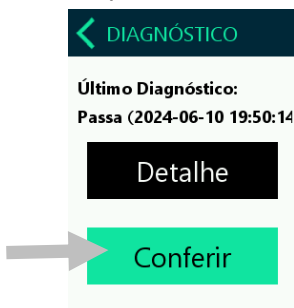 DIAGNÓSTICO
Último Diagnóstico:
Passa (2024-06-10 19:50:14
Detalhe
Conferir